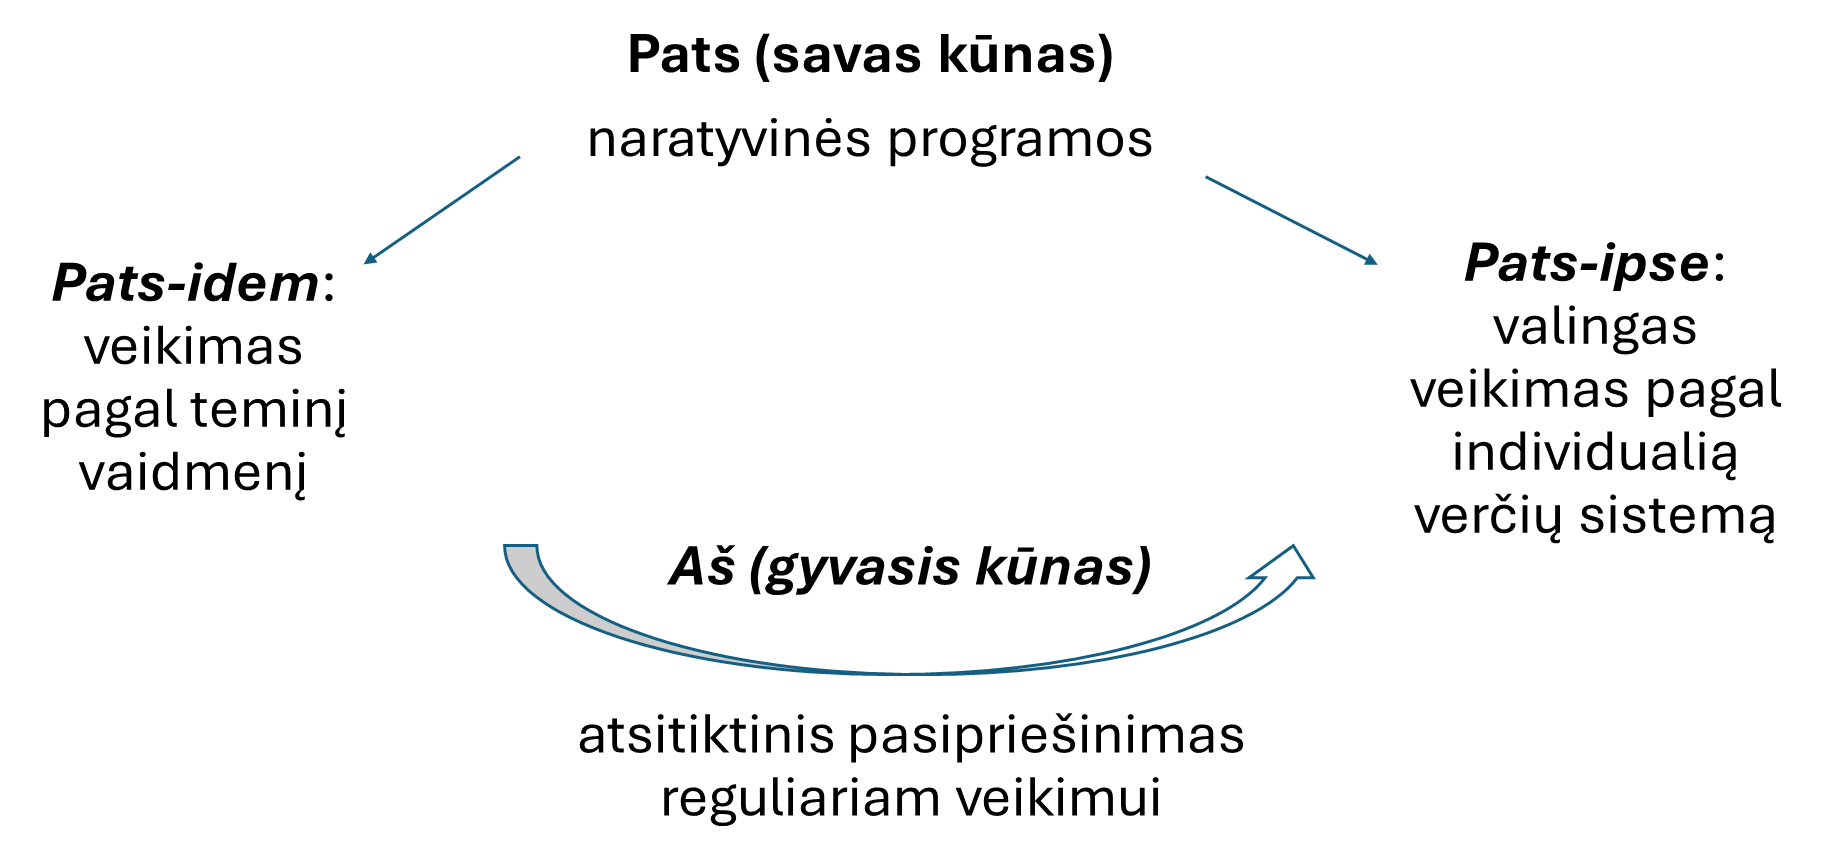 Pats (savas kūnas)
naratyvinės programos
Pats-idem:
veikimas
pagal teminį
vaidmenį
Pats-ipse:
valingas
veikimas pagal
individualią
verčių sistemą
Aš (gyvasis kūnas)
atsitiktinis pasipriešinimas
reguliariam veikimui